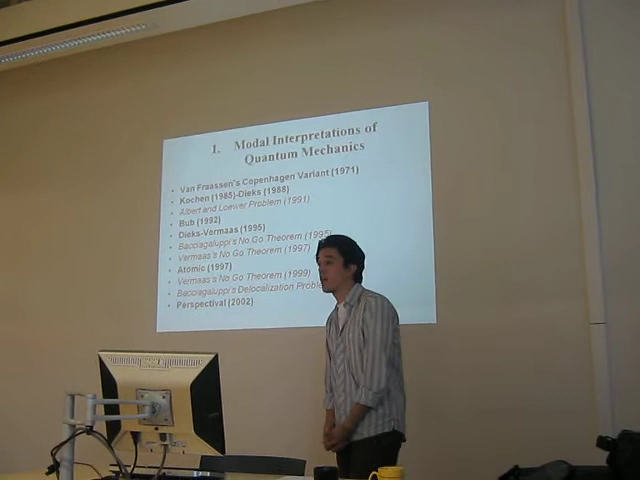 1. Modal Interpretations of
Quantum Mechanics
• Van Fraassen's Copenhagen Variant (1971)
• Kochen (1985)-Dieks (1988)
• Albert and Loewer Problem (1991)
• Bub (1992)
• Dieks-Vermaas (1995)
• Bacciagaluppi's No Go Theorem (1995)
• Vermaas's No Go Theorem (1997)
• Atomic (1997)
• Vermaas's No Go Theorem (1999)
• Bacciagaluppi's Delocalization
• Perspectival (2002)